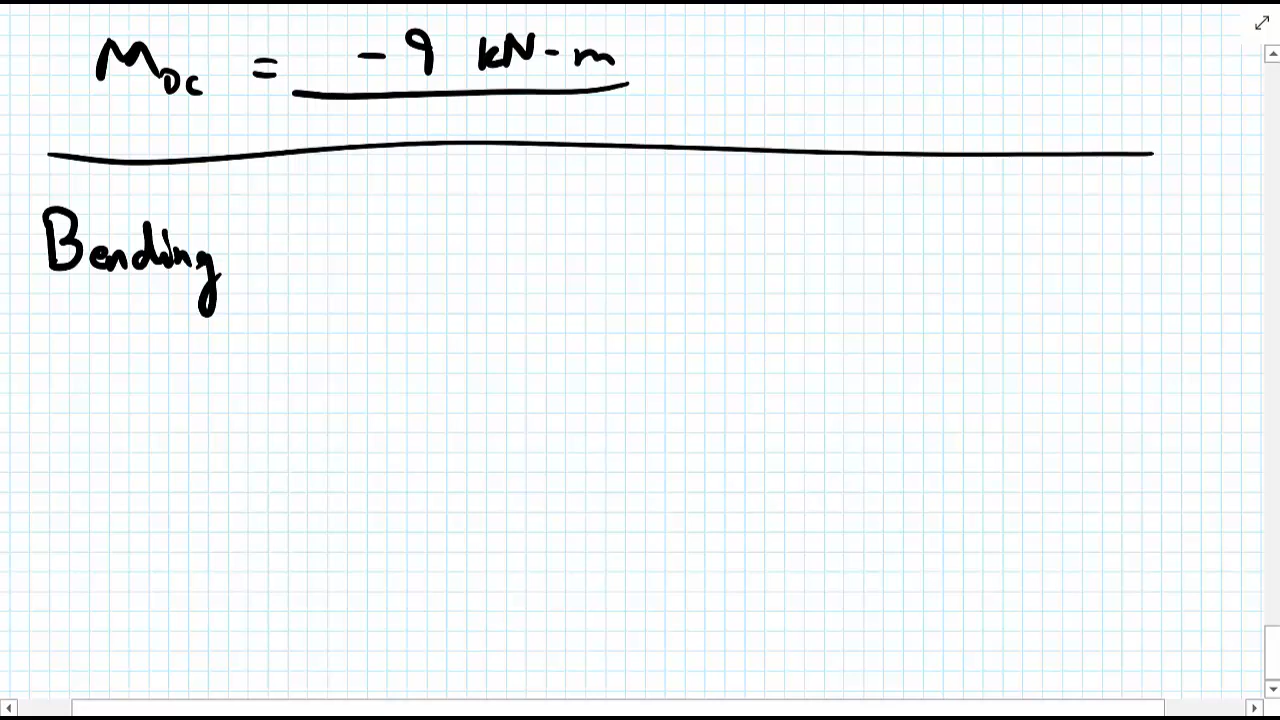 M_DC = -9 kN-m
Bending